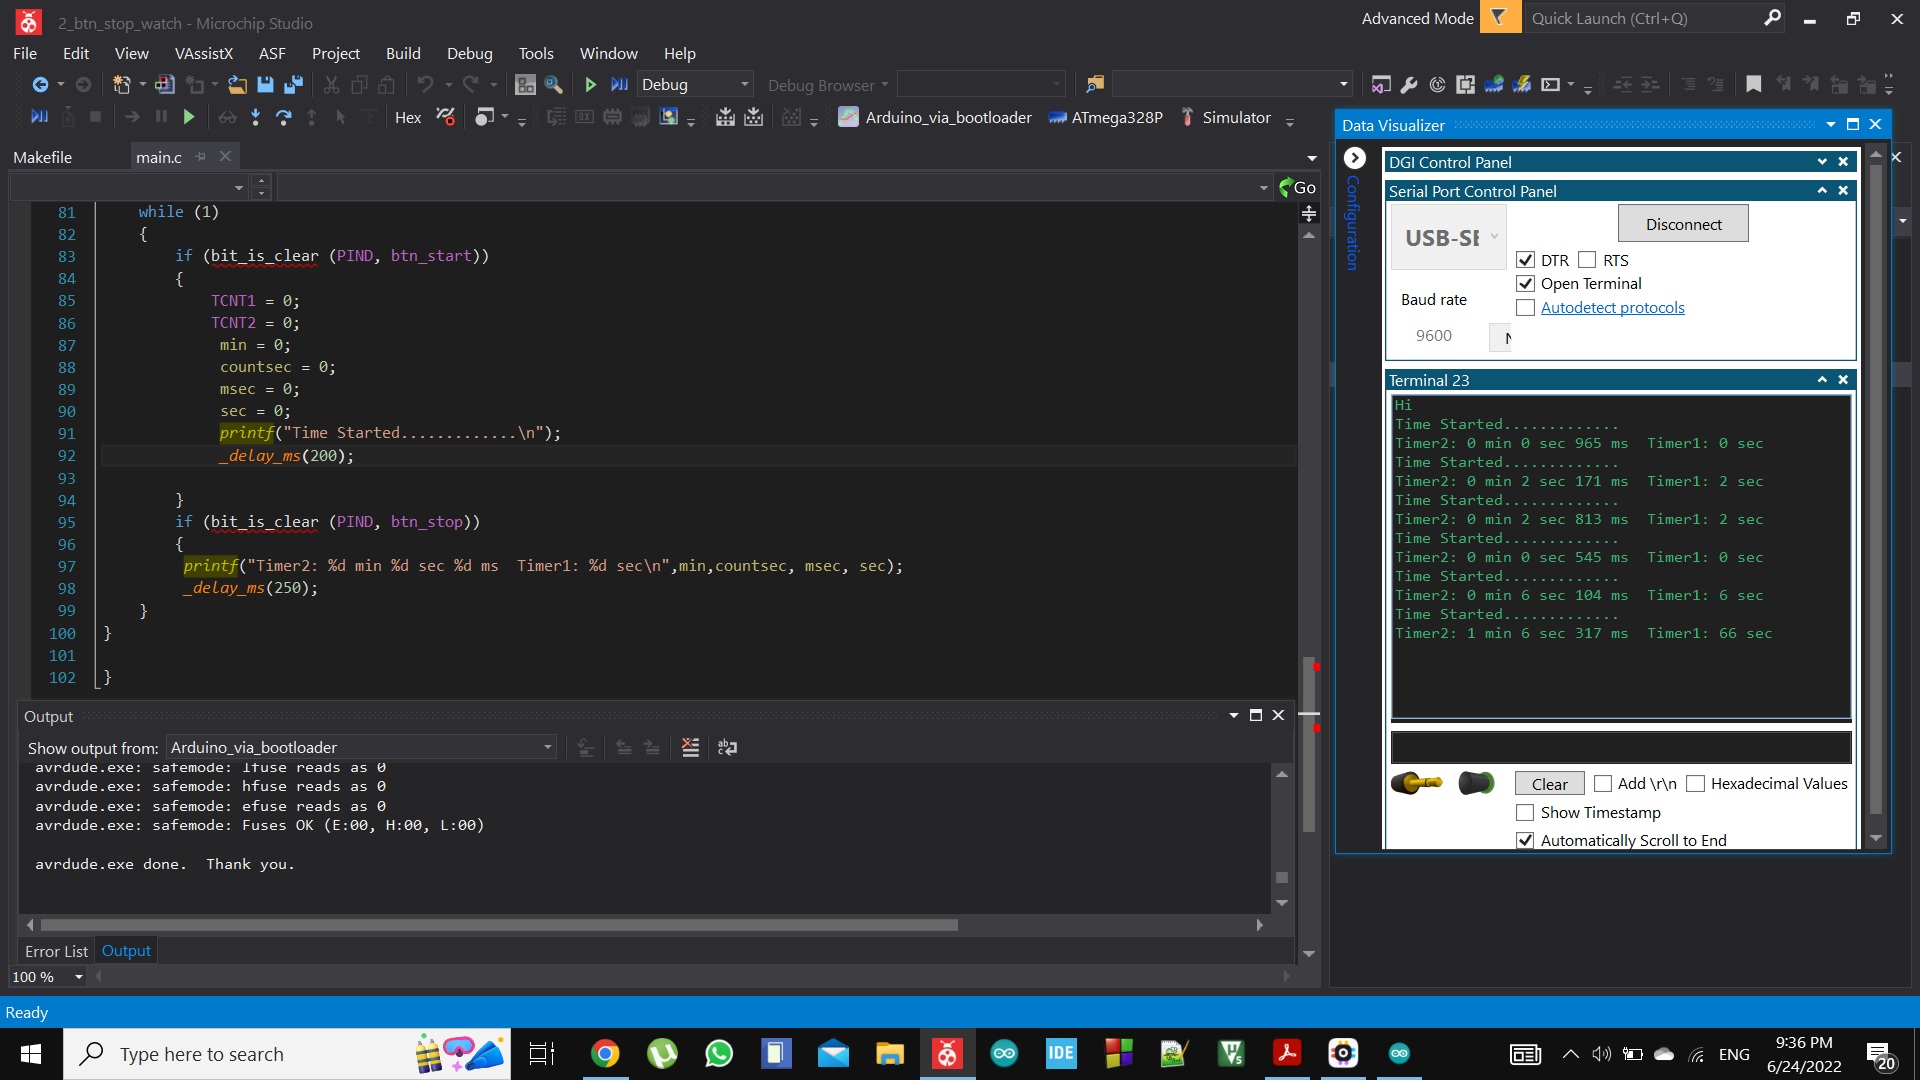 2_btn_stop_watch - Microchip Studio
Advanced Mode
Quick Launch (Ctrl+Q)
File Edit View VAssistX ASF Project Build Debug Tools Window Help
Debug
Debug Browser
Hex
Arduino_via_bootloader
ATmega328P
Simulator
Makefile
main.c
Go
81 while (1)
82 {
83 if (bit_is_clear (PIND, btn_start))
84 {
85 TCNT1 = 0;
86 TCNT2 = 0;
87 min = 0;
88 countsec = 0;
89 msec = 0;
90 sec = 0;
91 printf("Time Started.............\n");
92 _delay_ms(200);
93
94 }
95 if (bit_is_clear (PIND, btn_stop))
96 {
97 printf("Timer2: %d min %d sec %d ms  Timer1: %d sec\n",min,countsec, msec, sec);
98 _delay_ms(250);
99 }
100 }
101
102 }
Output
Show output from: Arduino_via_bootloader
avrdude.exe: safemode: lfuse reads as 0
avrdude.exe: safemode: hfuse reads as 0
avrdude.exe: safemode: efuse reads as 0
avrdude.exe: safemode: Fuses OK (E:00, H:00, L:00)
avrdude.exe done.  Thank you.
Error List Output
100 %
Ready
Data Visualizer
Configuration
DGI Control Panel
Serial Port Control Panel
USB-SE
Disconnect
DTR RTS
Open Terminal
Autodetect protocols
Baud rate
9600
Terminal 23
Hi
Time Started.............
Timer2: 0 min 0 sec 965 ms  Timer1: 0 sec
Time Started.............
Timer2: 0 min 2 sec 171 ms  Timer1: 2 sec
Time Started.............
Timer2: 0 min 2 sec 813 ms  Timer1: 2 sec
Time Started.............
Timer2: 0 min 0 sec 545 ms  Timer1: 0 sec
Time Started.............
Timer2: 0 min 6 sec 104 ms  Timer1: 6 sec
Time Started.............
Timer2: 1 min 6 sec 317 ms  Timer1: 66 sec
Clear
Add \r\n
Hexadecimal Values
Show Timestamp
Automatically Scroll to End
Type here to search
IDE
ENG
9:36 PM
6/24/2022
20